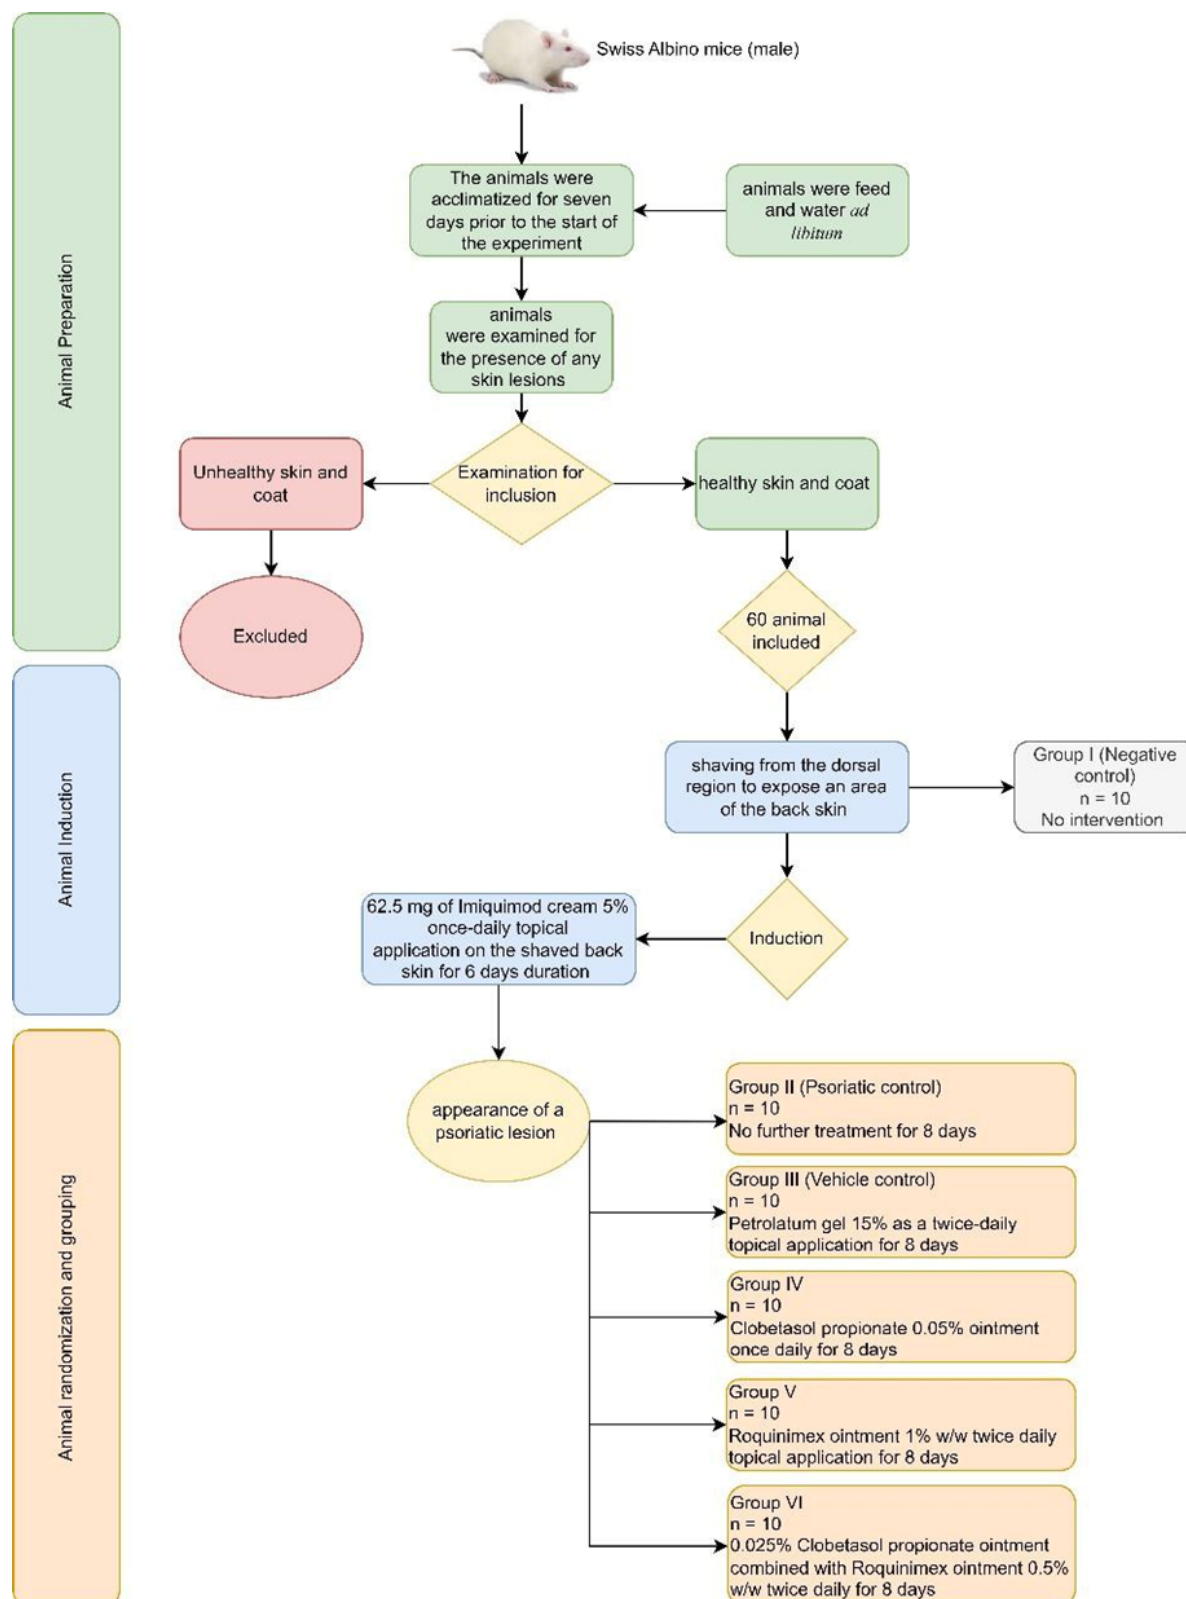 Swiss Albino mice (male)
Animal Preparation
The animals were
acclimatized for seven
days prior to the start of
the experiment
animals were feed
and water ad
libitum
animals
were examined for
the presence of any
skin lesions
Unhealthy skin and
coat
Examination for
inclusion
healthy skin and coat
Excluded
60 animal
included
Animal Induction
shaving from the dorsal
region to expose an area
of the back skin
Group I (Negative
control)
n = 10
No intervention
62.5 mg of Imiquimod cream 5%
once-daily topical
application on the shaved back
skin for 6 days duration
Induction
Animal randomization and grouping
appearance of a
psoriatic lesion
Group II (Psoriatic control)
n = 10
No further treatment for 8 days
Group III (Vehicle control)
n = 10
Petrolatum gel 15% as a twice-daily
topical application for 8 days
Group IV
n = 10
Clobetasol propionate 0.05% ointment
once daily for 8 days
Group V
n = 10
Roquinimex ointment 1% w/w twice daily
topical application for 8 days
Group VI
n = 10
0.025% Clobetasol propionate ointment
combined with Roquinimex ointment 0.5%
w/w twice daily for 8 days